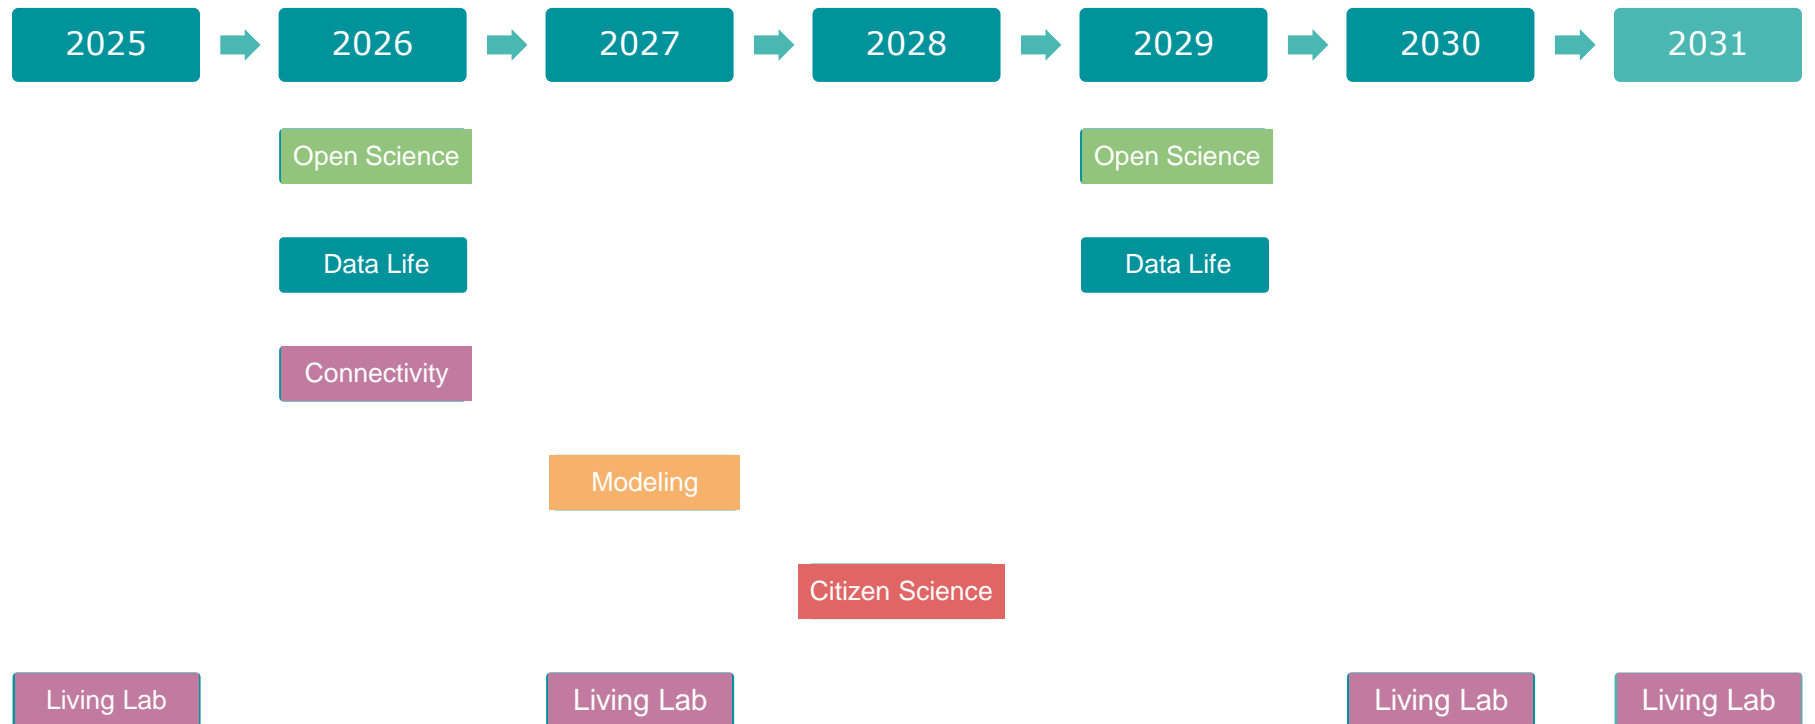 2025 2026 2027 2028 2029 2030 2031
Open Science Open Science
Data Life Data Life
Connectivity
Modeling
Citizen Science
Living Lab Living Lab Living Lab Living Lab